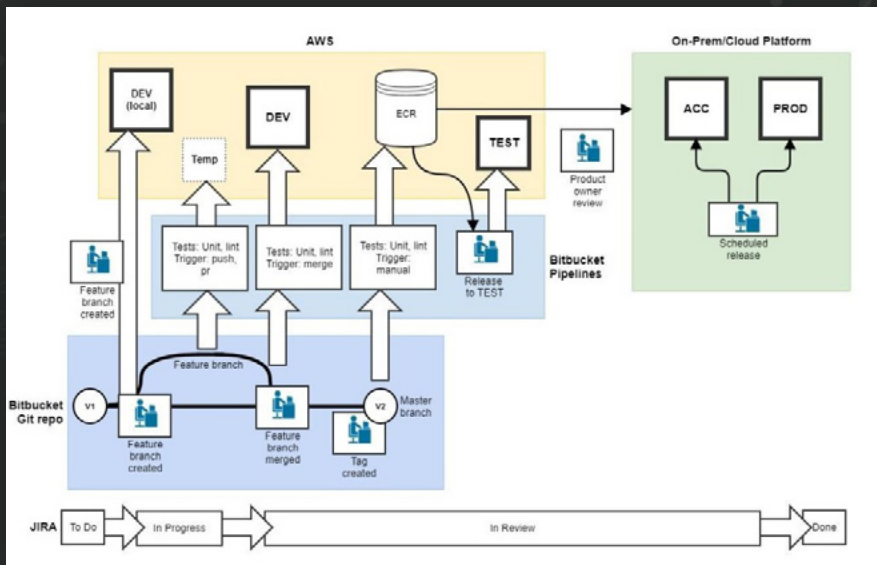 AWS
On-Prem/Cloud Platform
DEV
(local)
DEV
Temp
ECR
TEST
ACC
PROD
Product
owner
review
Scheduled
release
Feature
branch
created
Tests: Unit, lint
Trigger: push,
pr
Tests: Unit, lint
Trigger: merge
Tests: Unit, lint
Trigger:
manual
Release
to TEST
Bitbucket
Pipelines
Feature branch
Bitbucket
Git repo
V1
V2
Master
branch
Feature
branch
created
Feature
branch
merged
Tag
created
JIRA
To Do
In Progress
In Review
Done